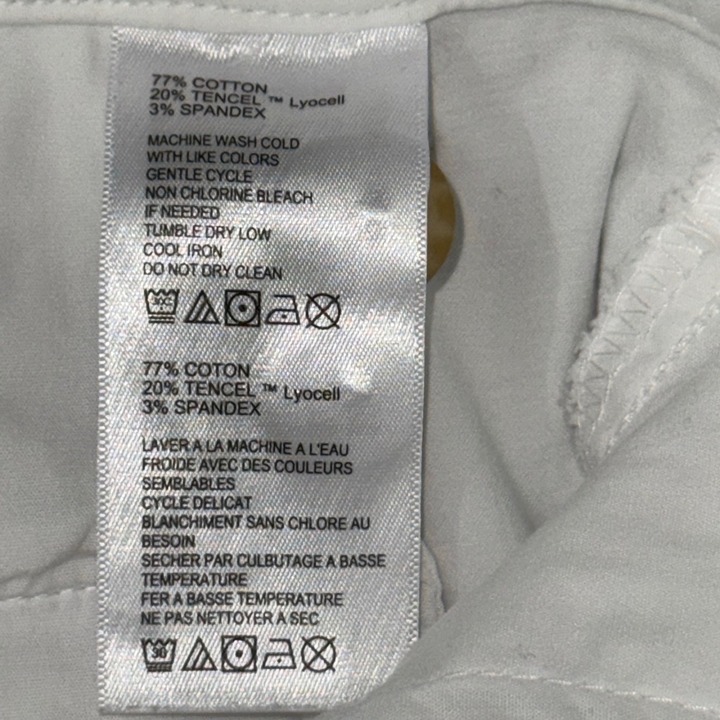 77% COTTON
20% TENCEL ™ Lyocell
3% SPANDEX
MACHINE WASH COLD
WITH LIKE COLORS
GENTLE CYCLE
NON CHLORINE BLEACH
IF NEEDED
TUMBLE DRY LOW
COOL IRON
DO NOT DRY CLEAN
77% COTON
20% TENCEL ™ Lyocell
3% SPANDEX
LAVER A LA MACHINE A L'EAU
FROIDE AVEC DES COULEURS
SEMBLABLES
CYCLE DELICAT
BLANCHIMENT SANS CHLORE AU
BESOIN
SECHER PAR CULBUTAGE A BASSE
TEMPERATURE
FER A BASSE TEMPERATURE
NE PAS NETTOYER A SEC
30